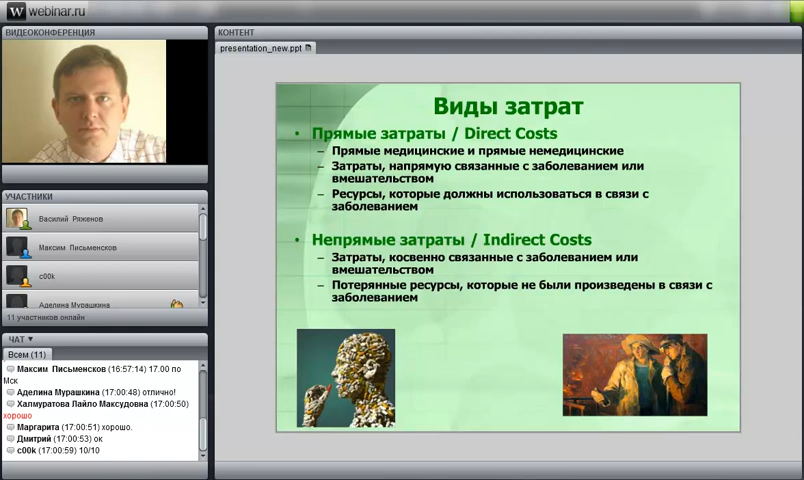 webinar.ru
ВИДЕОКОНФЕРЕНЦИЯ
УЧАСТНИКИ
Василий Ряженов
Максим Письменсков
c00k
Аделина Мурашкина
11 участников онлайн
ЧАТ
Всем (11)
Максим Письменсков (16:57:14) 17.00 по
Мск
Аделина Мурашкина (17:00:48) отлично!
Халмуратова Лайло Максудовна (17:00:50)
хорошо
Маргарита (17:00:51) хорошо.
Дмитрий (17:00:53) ок
c00k (17:00:59) 10/10
КОНТЕНТ
presentation_new.ppt
Виды затрат
• Прямые затраты / Direct Costs
– Прямые медицинские и прямые немедицинские
– Затраты, напрямую связанные с заболеванием или
вмешательством
– Ресурсы, которые должны использоваться в связи с
заболеванием
• Непрямые затраты / Indirect Costs
– Затраты, косвенно связанные с заболеванием или
вмешательством
– Потерянные ресурсы, которые не были произведены в связи с
заболеванием